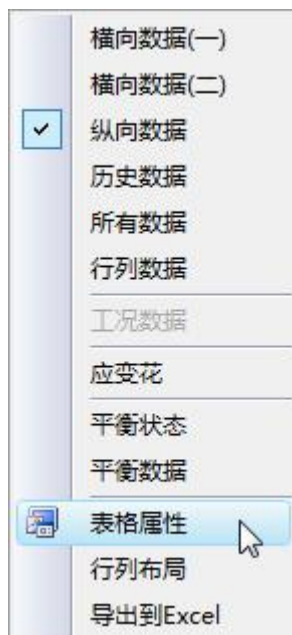 横向数据(一)
横向数据(二)
纵向数据
历史数据
所有数据
行列数据
工况数据
应变花
平衡状态
平衡数据
表格属性
行列布局
导出到Excel